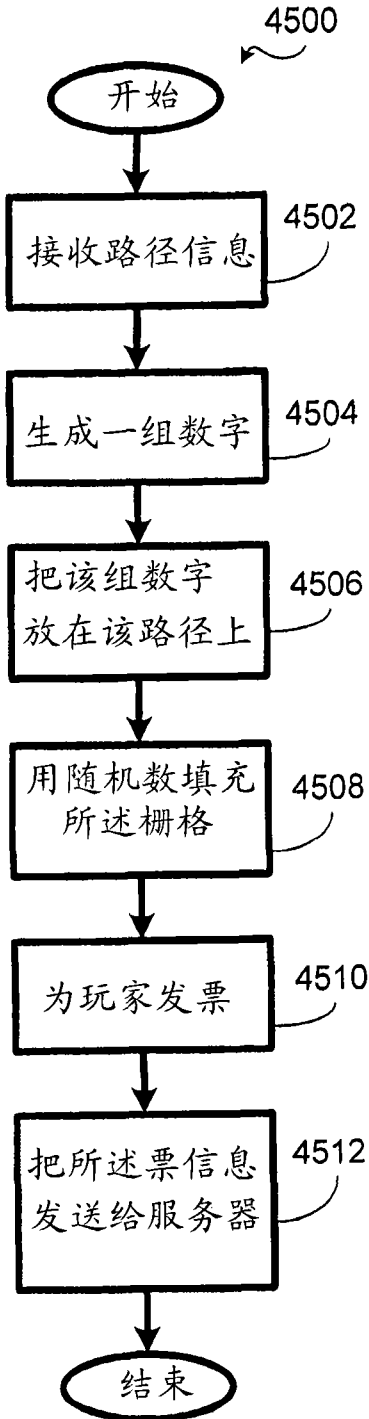 4500
开始
4502
接收路径信息
4504
生成一组数字
把该组数字
4506
放在该路径上
用随机数填充
4508
所述栅格
4510
为玩家发票
把所述票信息
4512
发送给服务器
结束